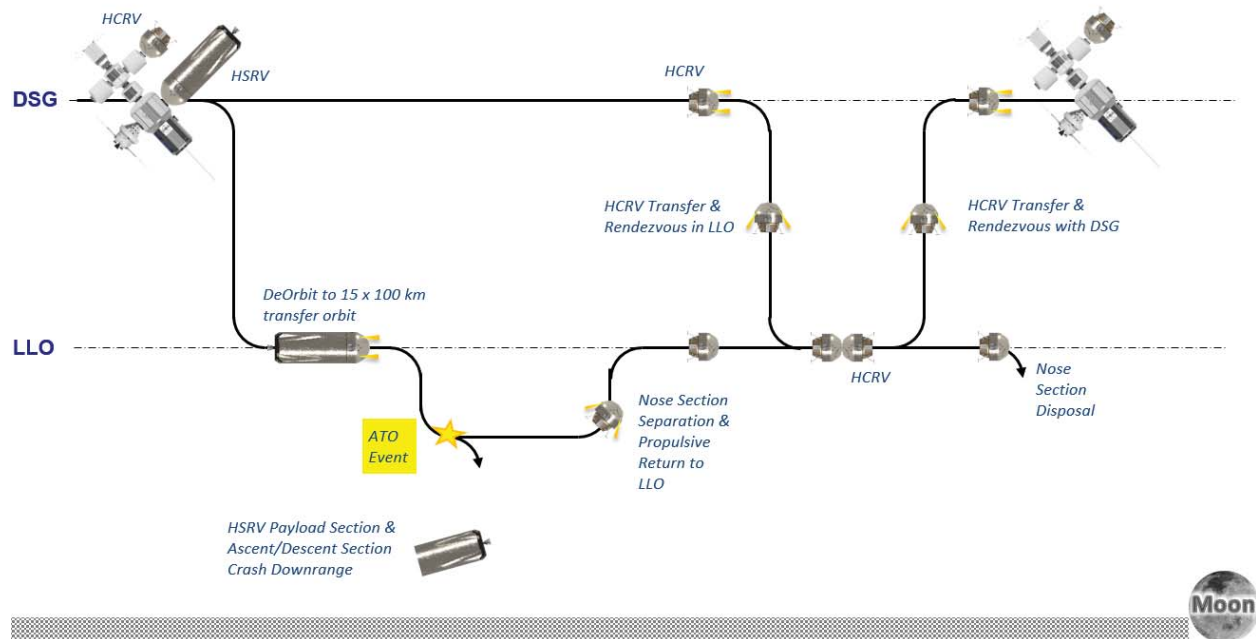 HCRV
HSRV
DSG
HCRV
HCRV Transfer &
Rendezvous in LLO
HCRV Transfer &
Rendezvous with DSG
DeOrbit to 15 x 100 km
transfer orbit
LLO
HCRV
Nose
Section
Disposal
ATO
Event
Nose Section
Separation &
Propulsive
Return to
LLO
HSRV Payload Section &
Ascent/Descent Section
Crash Downrange
Moon